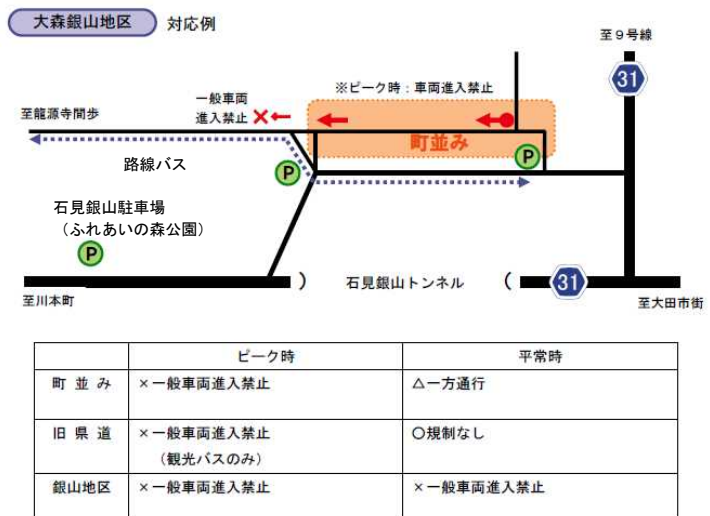 大森銀山地区 対応例
至9号線
31
※ピーク時：車両進入禁止
一般車両
進入禁止
至龍源寺間歩
町並み
P
路線バス
P
石見銀山駐車場
（ふれあいの森公園）
P
石見銀山トンネル
31
至川本町
至大田市街
ピーク時 平常時
町並み ×一般車両進入禁止 △一方通行
旧県道 ×一般車両進入禁止 〇規制なし
（観光バスのみ）
銀山地区 ×一般車両進入禁止 ×一般車両進入禁止